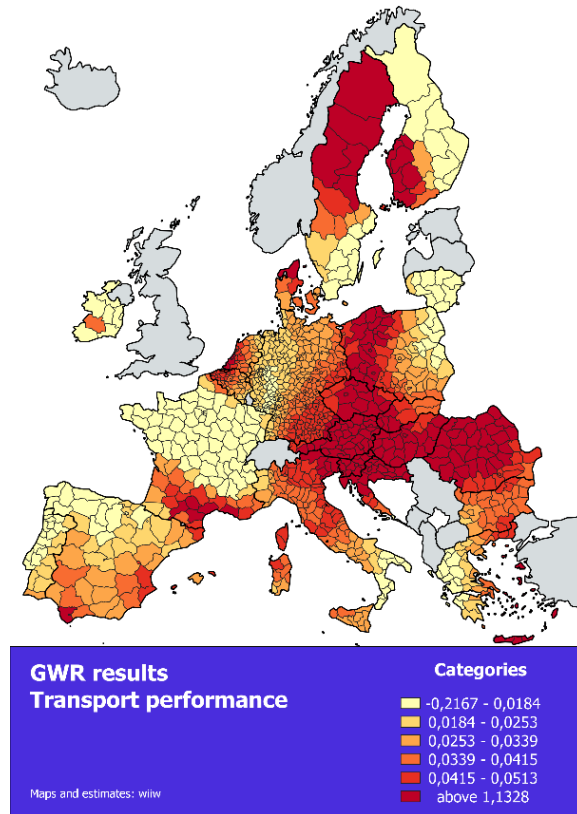 GWR results
Transport performance
Categories
-0,2167 - 0,0184
0,0184 - 0,0253
0,0253 - 0,0339
0,0339 - 0,0415
0,0415 - 0,0513
above 1,1328
Maps and estimates: wiiw